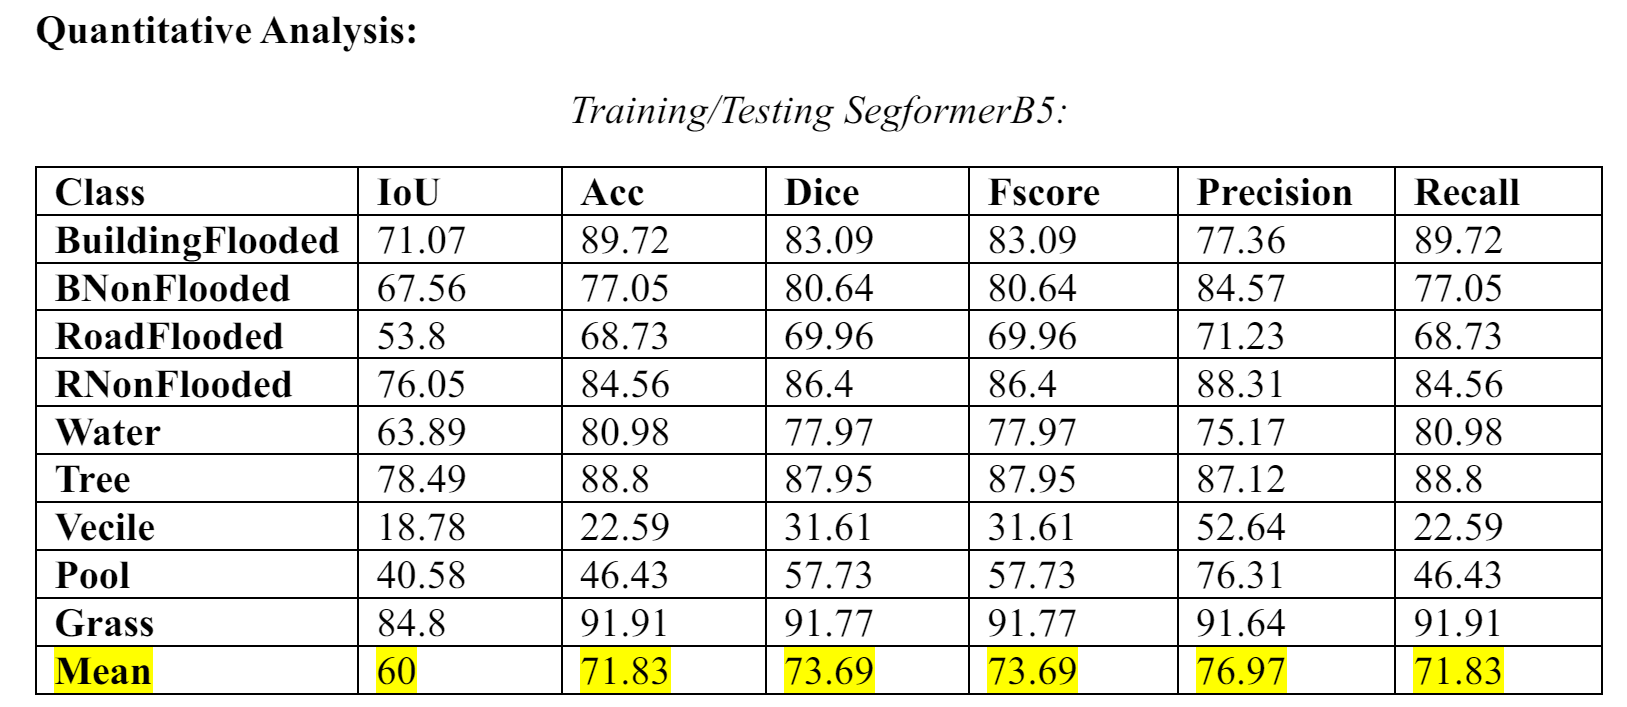 Quantitative Analysis:
Training/Testing SegformerB5:
Class IoU Acc Dice Fscore Precision Recall
BuildingFlooded 71.07 89.72 83.09 83.09 77.36 89.72
BNonFlooded 67.56 77.05 80.64 80.64 84.57 77.05
RoadFlooded 53.8 68.73 69.96 69.96 71.23 68.73
RNonFlooded 76.05 84.56 86.4 86.4 88.31 84.56
Water 63.89 80.98 77.97 77.97 75.17 80.98
Tree 78.49 88.8 87.95 87.95 87.12 88.8
Vecile 18.78 22.59 31.61 31.61 52.64 22.59
Pool 40.58 46.43 57.73 57.73 76.31 46.43
Grass 84.8 91.91 91.77 91.77 91.64 91.91
Mean 60 71.83 73.69 73.69 76.97 71.83